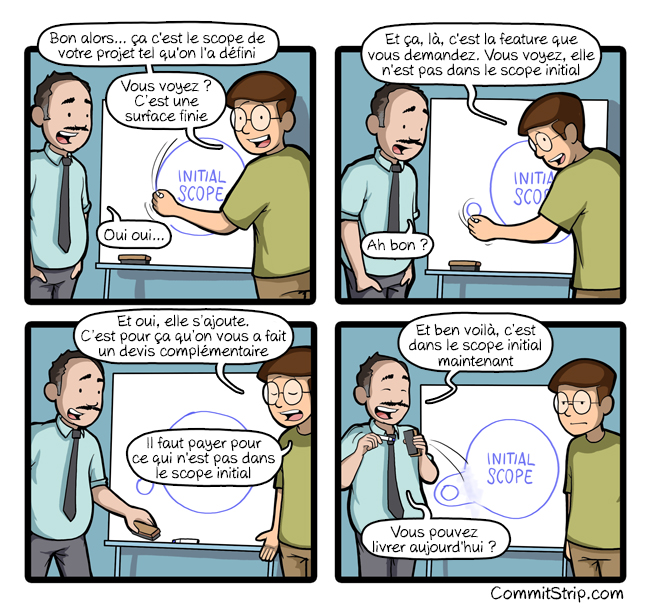 Bon alors... ça c'est le scope de
votre projet tel qu'on l'a défini
Vous voyez ?
C'est une
surface finie
INITIAL
SCOPE
Oui oui...
Et ça, là, c'est la feature que
vous demandez. Vous voyez, elle
n'est pas dans le scope initial
INITIA
SCO
Ah bon ?
Et oui, elle s'ajoute.
C'est pour ça qu'on vous a fait
un devis complémentaire
Il faut payer pour
ce qui n'est pas dans
le scope initial
Et ben voilà, c'est
dans le scope initial
maintenant
INITIAL
SCOPE
Vous pouvez
livrer aujourd'hui ?
CommitStrip.com